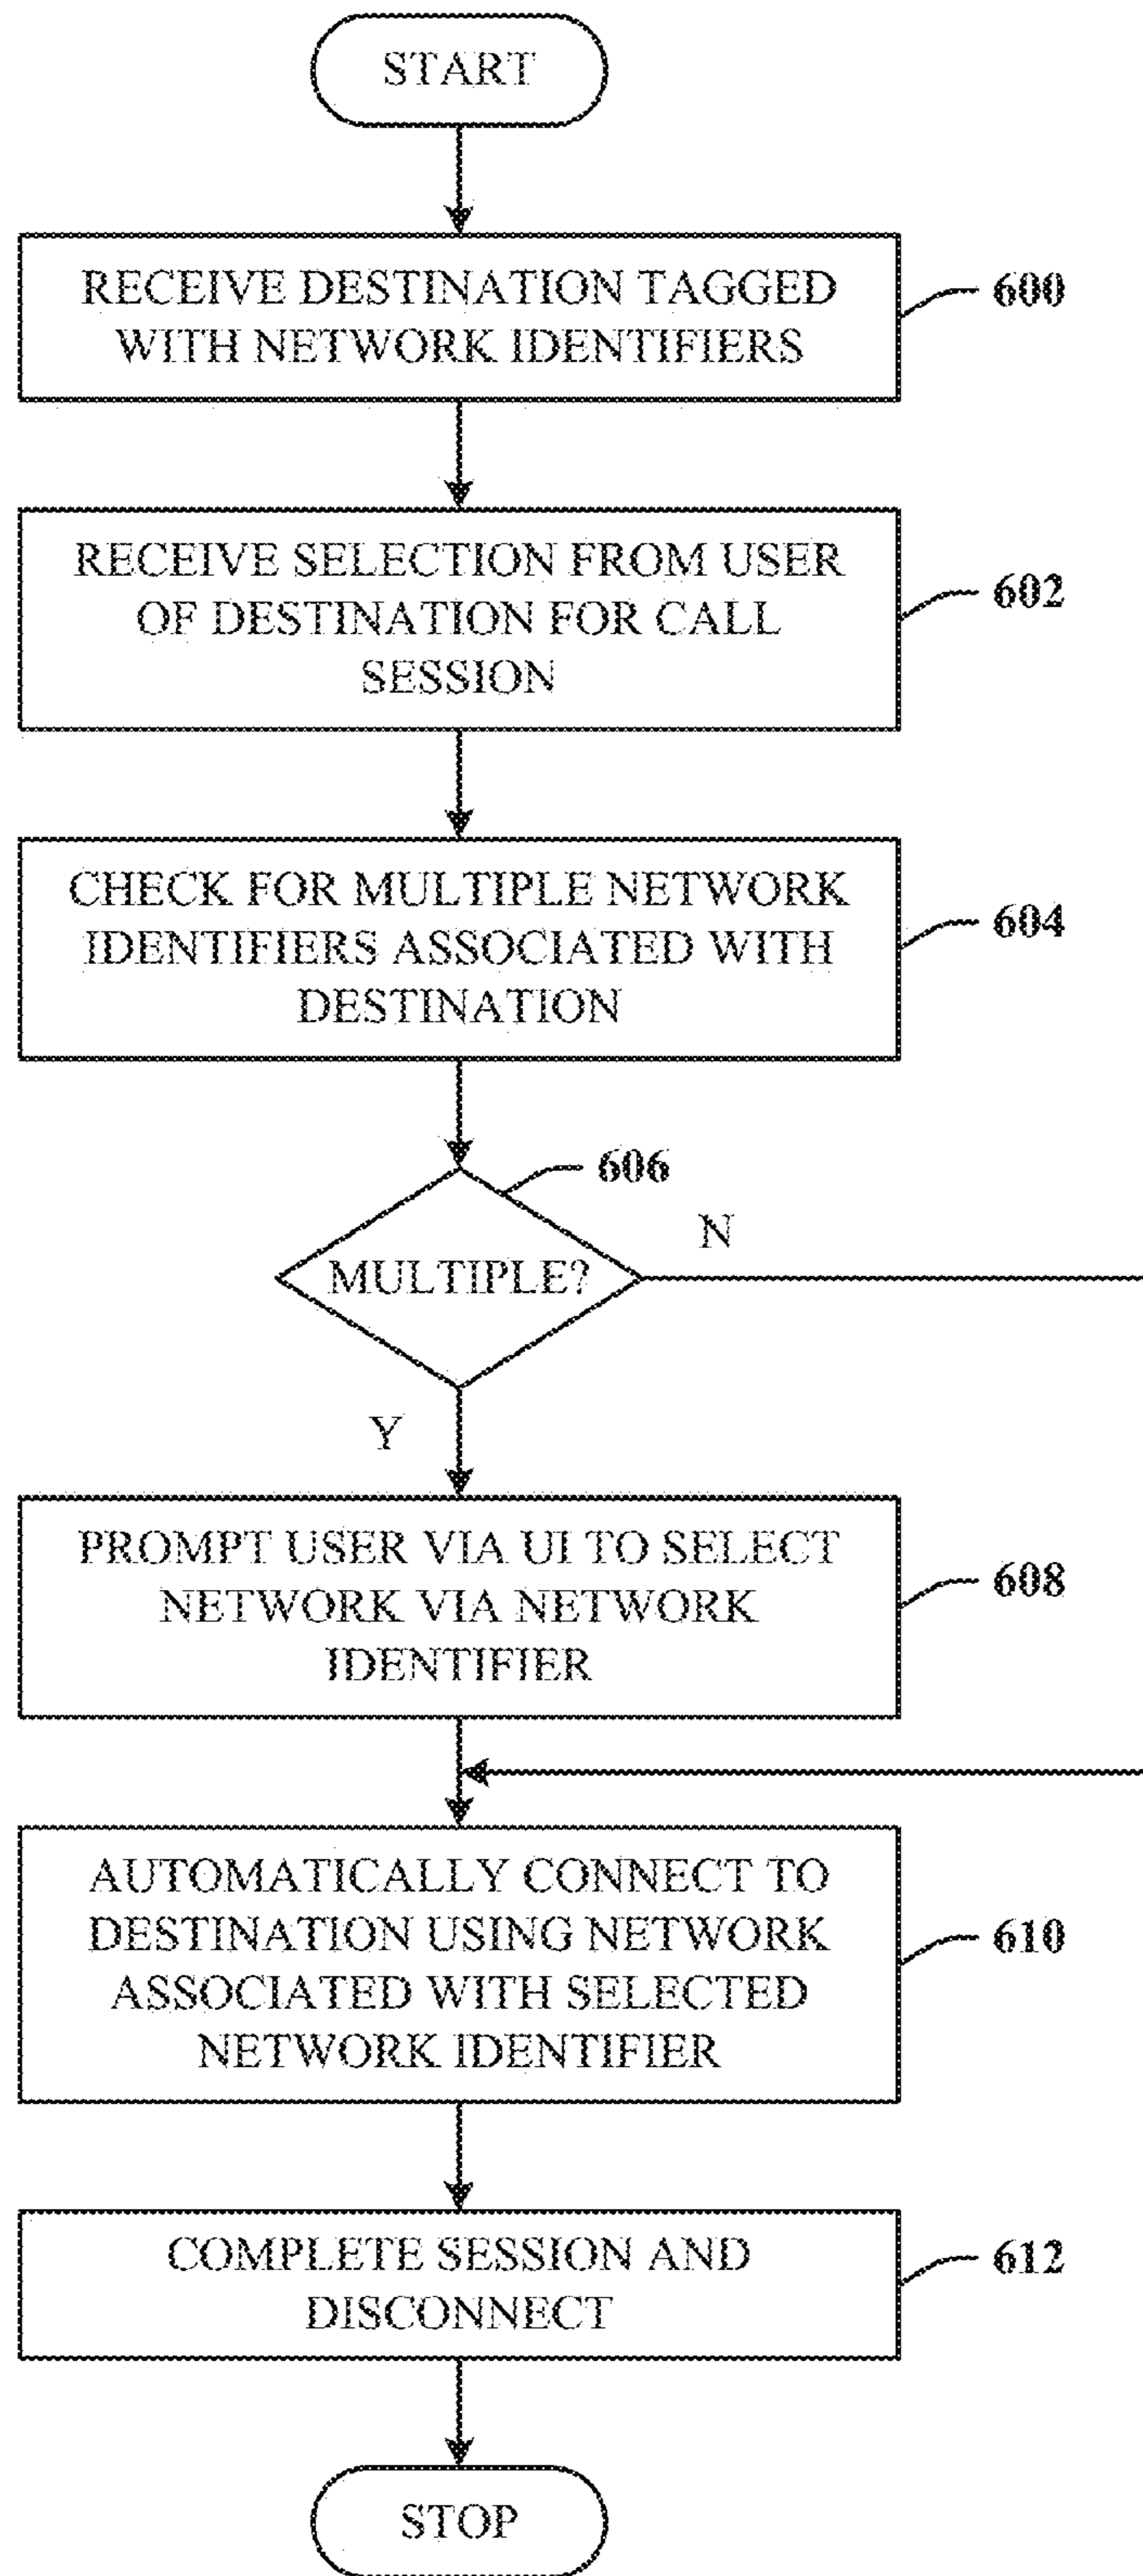 START
RECEIVE DESTINATION TAGGED
WITH NETWORK IDENTIFIERS
600
RECEIVE SELECTION FROM USER
OF DESTINATION FOR CALL
SESSION
602
CHECK FOR MULTIPLE NETWORK
IDENTIFIERS ASSOCIATED WITH
DESTINATION
604
606
MULTIPLE?
N
Y
PROMPT USER VIA UI TO SELECT
NETWORK VIA NETWORK
IDENTIFIER
608
AUTOMATICALLY CONNECT TO
DESTINATION USING NETWORK
ASSOCIATED WITH SELECTED
NETWORK IDENTIFIER
610
COMPLETE SESSION AND
DISCONNECT
612
STOP